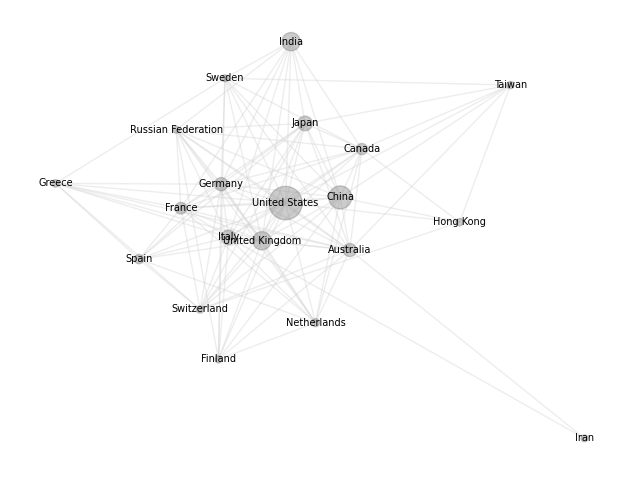 India
Sweden
Taiwan
Japan
Russian Federation
Canada
Greece
Germany
China
United States
France
Hong Kong
Italy
United Kingdom
Australia
Spain
Switzerland
Netherlands
Finland
Iran